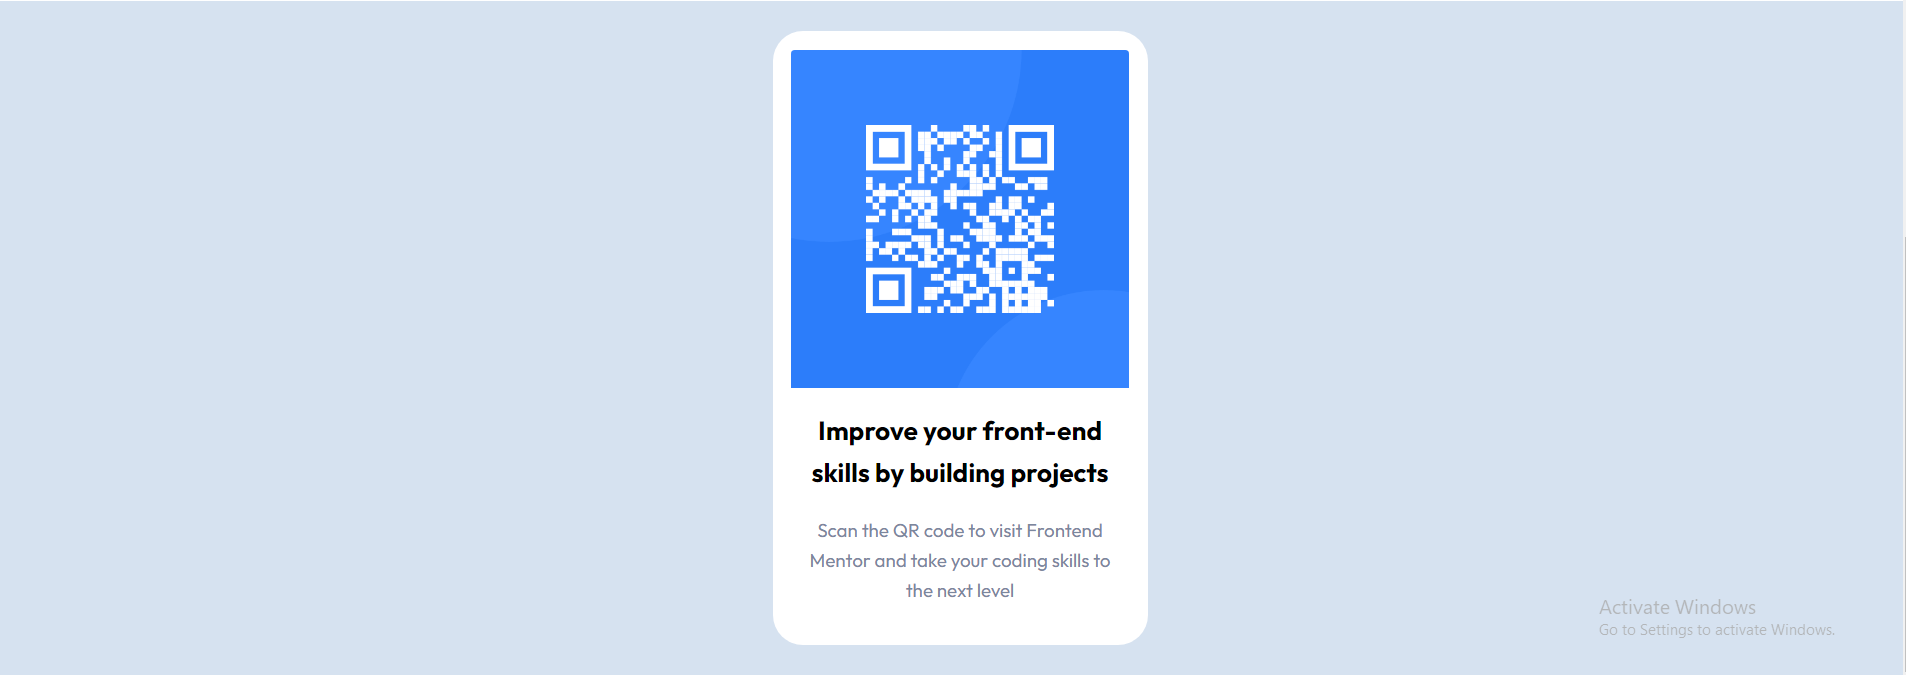 Improve your front-end
skills by building projects
Scan the QR code to visit Frontend
Mentor and take your coding skills to
the next level
Activate Windows
Go to Settings to activate Windows.